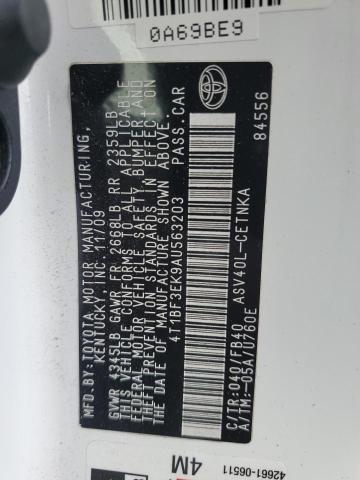 0A69BE9
MFD.BY:TOYOTA MOTOR MANUFACTURING,
KENTUCKY,INC. 11/09
GVWR 4345LB GAWR FR 2668LB RR 2359LB
THIS VEHICLE CONFORMS TO ALL APPLICABLE
FEDERAL MOTOR VEHICLE SAFETY,BUMPER,AND
THEFT PREVENTION STANDARDS IN EFFECT ON
THE DATE OF MANUFACTURE SHOWN ABOVE.
4T1BF3EK9AU563203 PASS.CAR
C/TR:040/FB40 ASV40L-CETNKA
A/TM:-05A/U760E
84556
42661-06511
4M